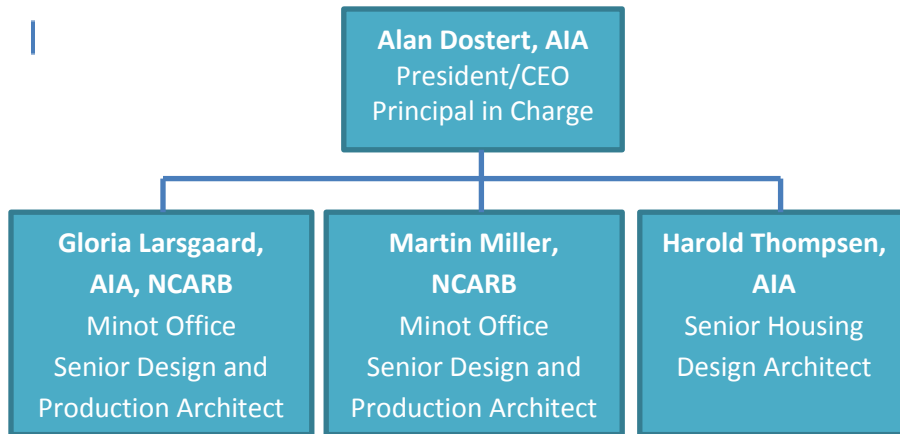 Alan Dostert, AIA
President/CEO
Principal in Charge
Gloria Larsgaard,
AIA, NCARB
Minot Office
Senior Design and
Production Architect
Martin Miller,
NCARB
Minot Office
Senior Design and
Production Architect
Harold Thompsen,
AIA
Senior Housing
Design Architect